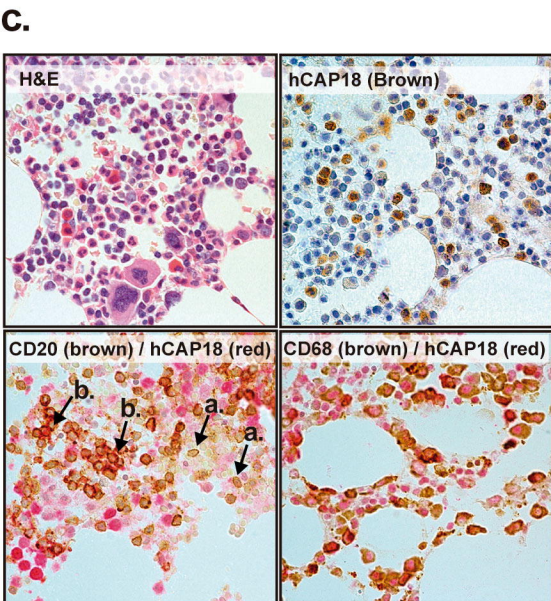 C.
H&E
hCAP18 (Brown)
CD20 (brown) / hCAP18 (red)
CD68 (brown) / hCAP18 (red)
b.
b.
a.
a.